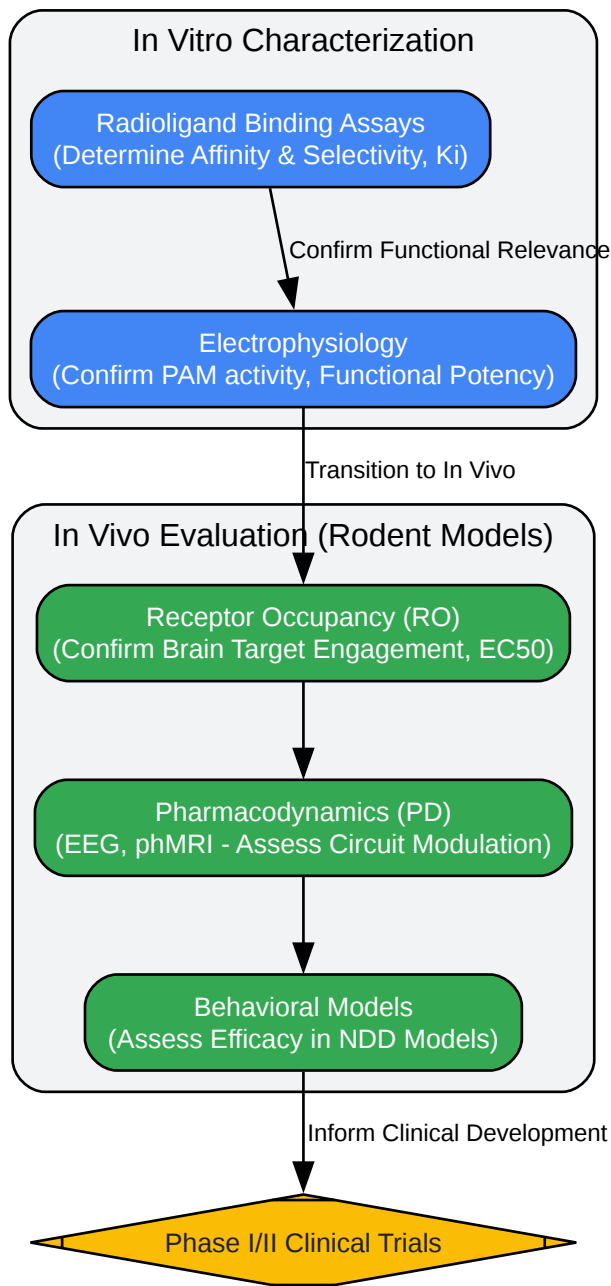 In Vitro Characterization
Radioligand Binding Assays
(Determine Affinity & Selectivity, Ki)
Confirm Functional Relevance
Electrophysiology
(Confirm PAM activity, Functional Potency)
Transition to In Vivo
In Vivo Evaluation (Rodent Models)
Receptor Occupancy (RO)
(Confirm Brain Target Engagement, EC50)
Pharmacodynamics (PD)
(EEG, phMRI - Assess Circuit Modulation)
Behavioral Models
(Assess Efficacy in NDD Models)
Inform Clinical Development
Phase I/II Clinical Trials